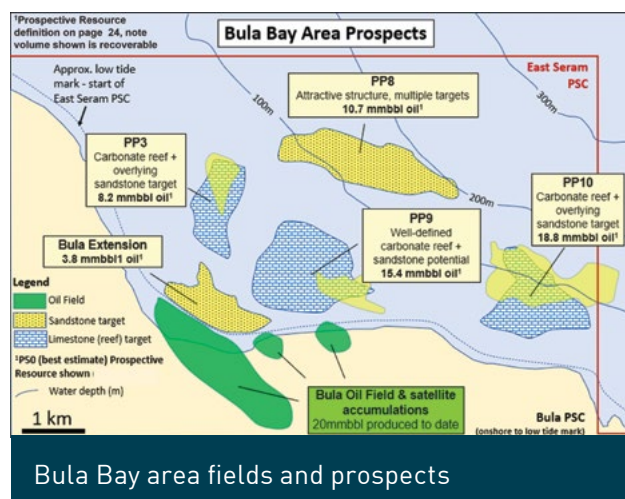 ¹Prospective Resource
definition on page 24, note
volume shown is recoverable
Bula Bay Area Prospects
East Seram
PSC
Approx. low tide
mark - start of
East Seram PSC
100m
300m
200m
PP8
Attractive structure, multiple targets
10.7 mmbbl oil¹
PP3
Carbonate reef +
overlying
sandstone target
8.2 mmbbl oil¹
PP10
Carbonate reef +
overlying
sandstone target
18.8 mmbbl oil¹
PP9
Well-defined
carbonate reef +
sandstone potential
15.4 mmbbl oil¹
Bula Extension
3.8 mmbbl1 oil¹
Legend
Oil Field
Sandstone target
Limestone (reef) target
¹P50 (best estimate) Prospective
Resource shown
Water depth (m)
1 km
Bula Oil Field & satellite
accumulations
20mmbbl produced to date
Bula PSC
(onshore to low tide mark)
Bula Bay area fields and prospects